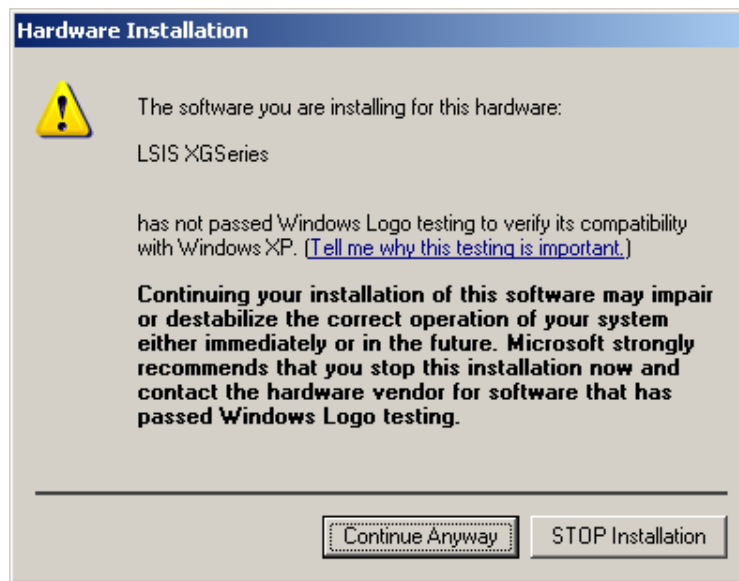 Hardware Installation
The software you are installing for this hardware:
LSIS XGSeries
has not passed Windows Logo testing to verify its compatibility
with Windows XP. (Tell me why this testing is important.)
Continuing your installation of this software may impair
or destabilize the correct operation of your system
either immediately or in the future. Microsoft strongly
recommends that you stop this installation now and
contact the hardware vendor for software that has
passed Windows Logo testing.
Continue Anyway
STOP Installation